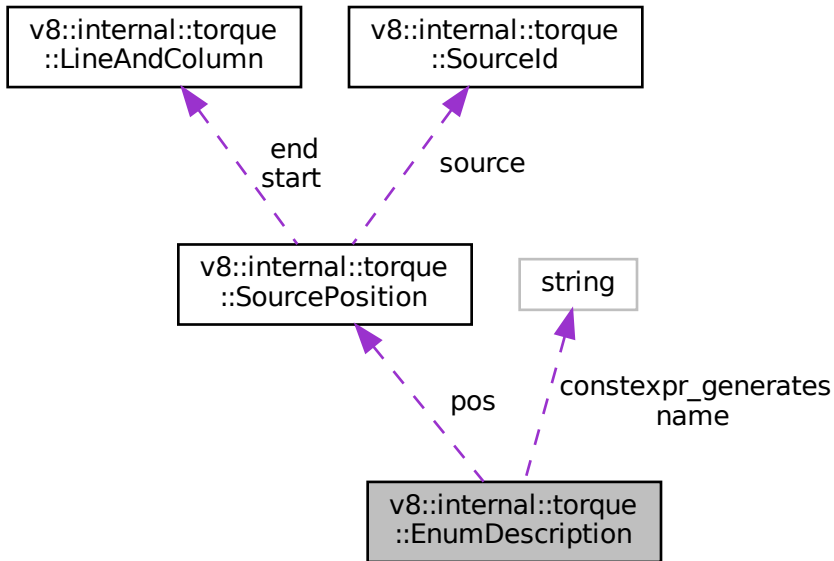 v8::internal::torque
::LineAndColumn
v8::internal::torque
::SourceId
end
start
source
v8::internal::torque
::SourcePosition
string
pos
constexpr_generates
name
v8::internal::torque
::EnumDescription